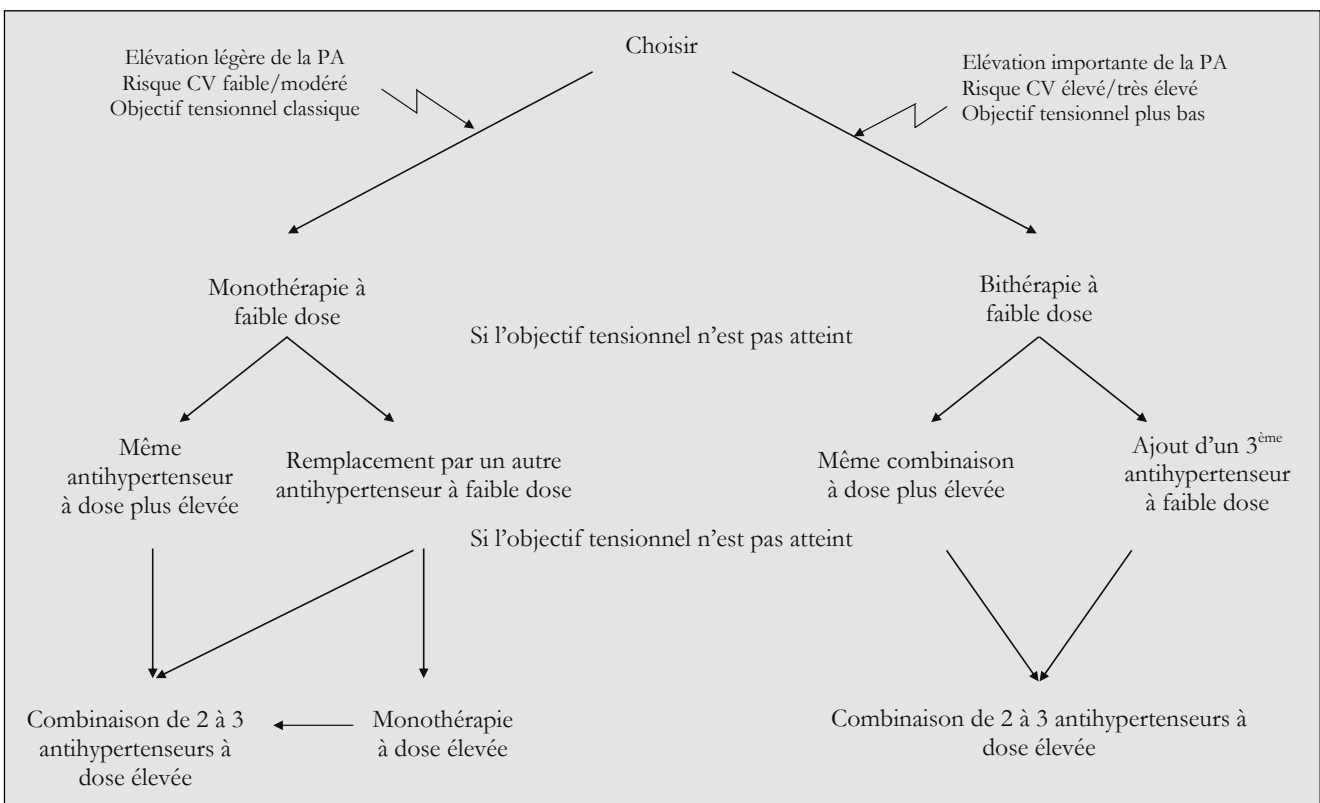 Choisir
Elévation légère de la PA
Risque CV faible/modéré
Objectif tensionnel classique
Elévation importante de la PA
Risque CV élevé/très élevé
Objectif tensionnel plus bas
Monothérapie à
faible dose
Bithérapie à
faible dose
Si l’objectif tensionnel n’est pas atteint
Même
antihypertenseur
à dose plus élevée
Remplacement par un autre
antihypertenseur à faible dose
Même combinaison
à dose plus élevée
Ajout d’un 3ème
antihypertenseur
à faible dose
Si l’objectif tensionnel n’est pas atteint
Combinaison de 2 à 3
antihypertenseurs à
dose élevée
Monothérapie
à dose élevée
Combinaison de 2 à 3 antihypertenseurs à
dose élevée